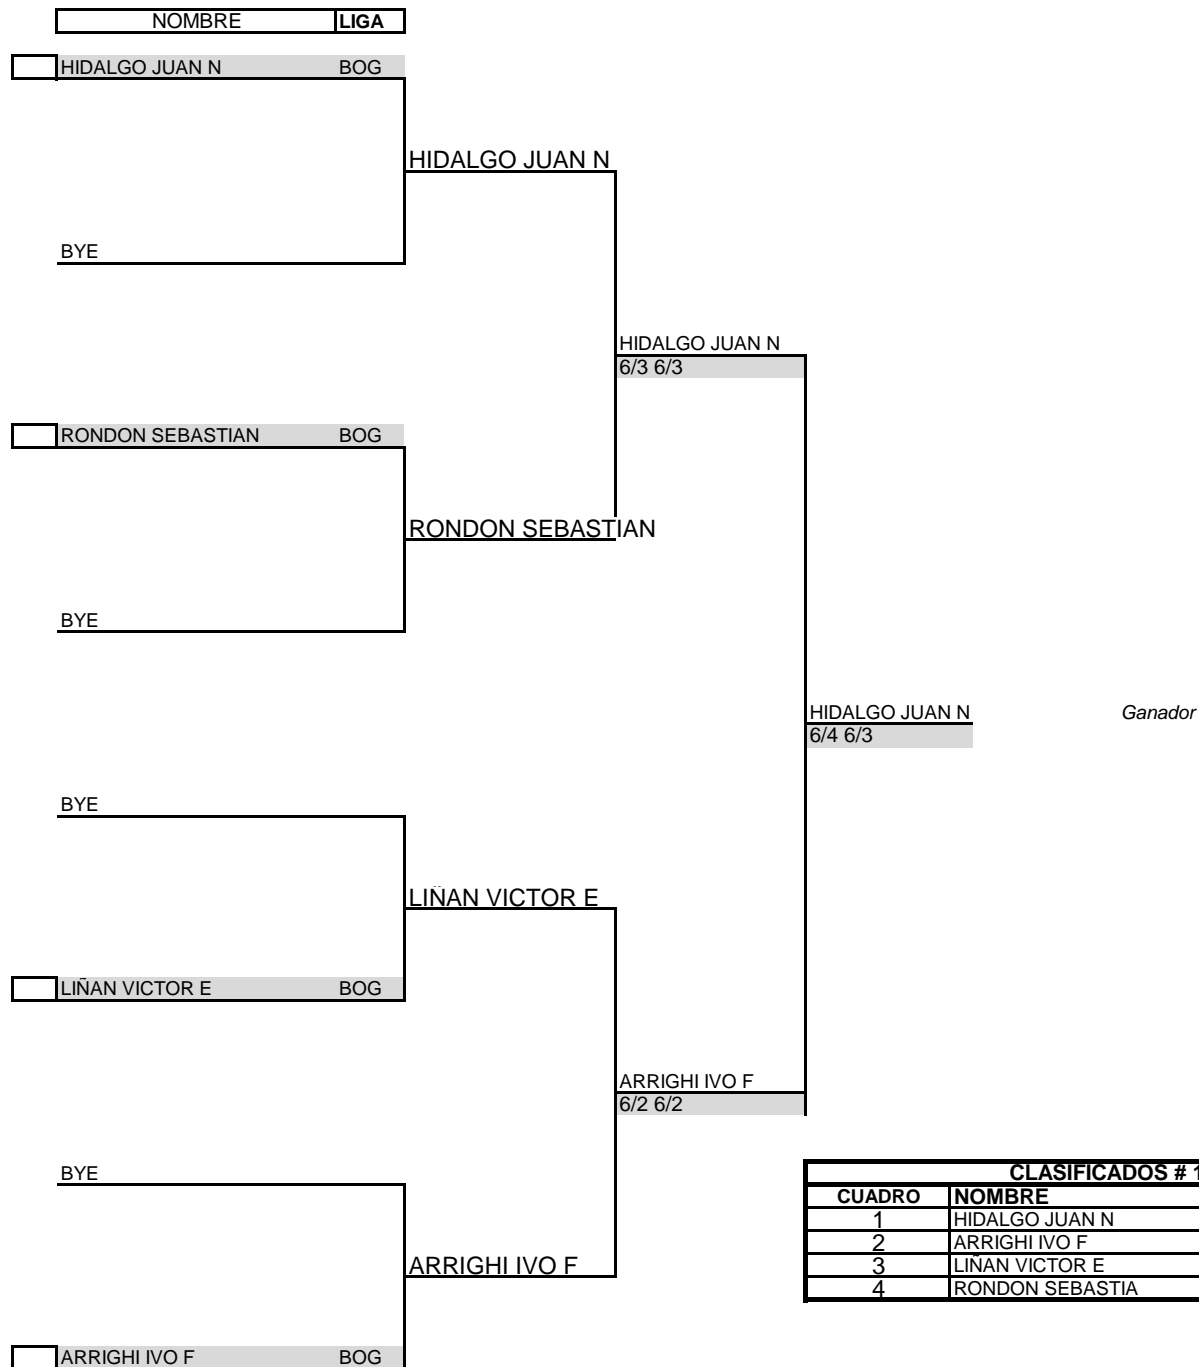 NOMBRE LIGA
HIDALGO JUAN N BOG
HIDALGO JUAN N
BYE
HIDALGO JUAN N
6/3 6/3
RONDON SEBASTIAN BOG
RONDON SEBASTIAN
BYE
HIDALGO JUAN N Ganador
6/4 6/3
BYE
LIÑAN VICTOR E
LIÑAN VICTOR E BOG
ARRIGHI IVO F
6/2 6/2
BYE
CLASIFICADOS # 1
CUADRO NOMBRE
1 HIDALGO JUAN N
2 ARRIGHI IVO F
ARRIGHI IVO F
3 LIÑAN VICTOR E
4 RONDON SEBASTIA
ARRIGHI IVO F BOG